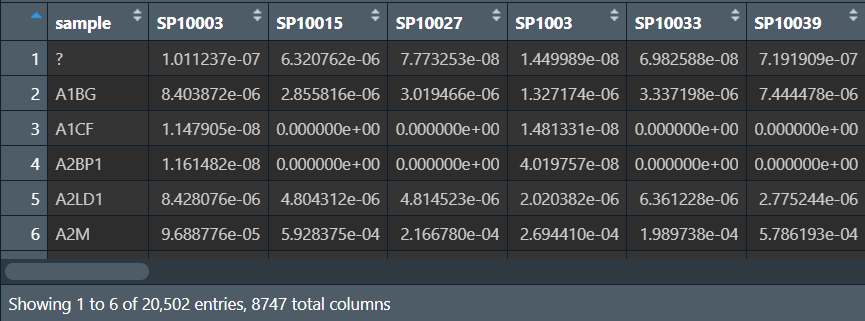 sample SP10003 SP10015 SP10027 SP1003 SP10033 SP10039
1 ? 1.011237e-07 6.320762e-06 7.773253e-08 1.449989e-08 6.982588e-08 7.191909e-07
2 A1BG 8.403872e-06 2.855816e-06 3.019466e-06 1.327174e-06 3.337198e-06 7.444478e-06
3 A1CF 1.147905e-08 0.000000e+00 0.000000e+00 1.481331e-08 0.000000e+00 0.000000e+00
4 A2BP1 1.161482e-08 0.000000e+00 0.000000e+00 4.019757e-08 0.000000e+00 0.000000e+00
5 A2LD1 8.428076e-06 4.804312e-06 4.814523e-06 2.020382e-06 6.361228e-06 2.775244e-06
6 A2M 9.688776e-05 5.928375e-04 2.166780e-04 2.694410e-04 1.989738e-04 5.786193e-04
Showing 1 to 6 of 20,502 entries, 8747 total columns